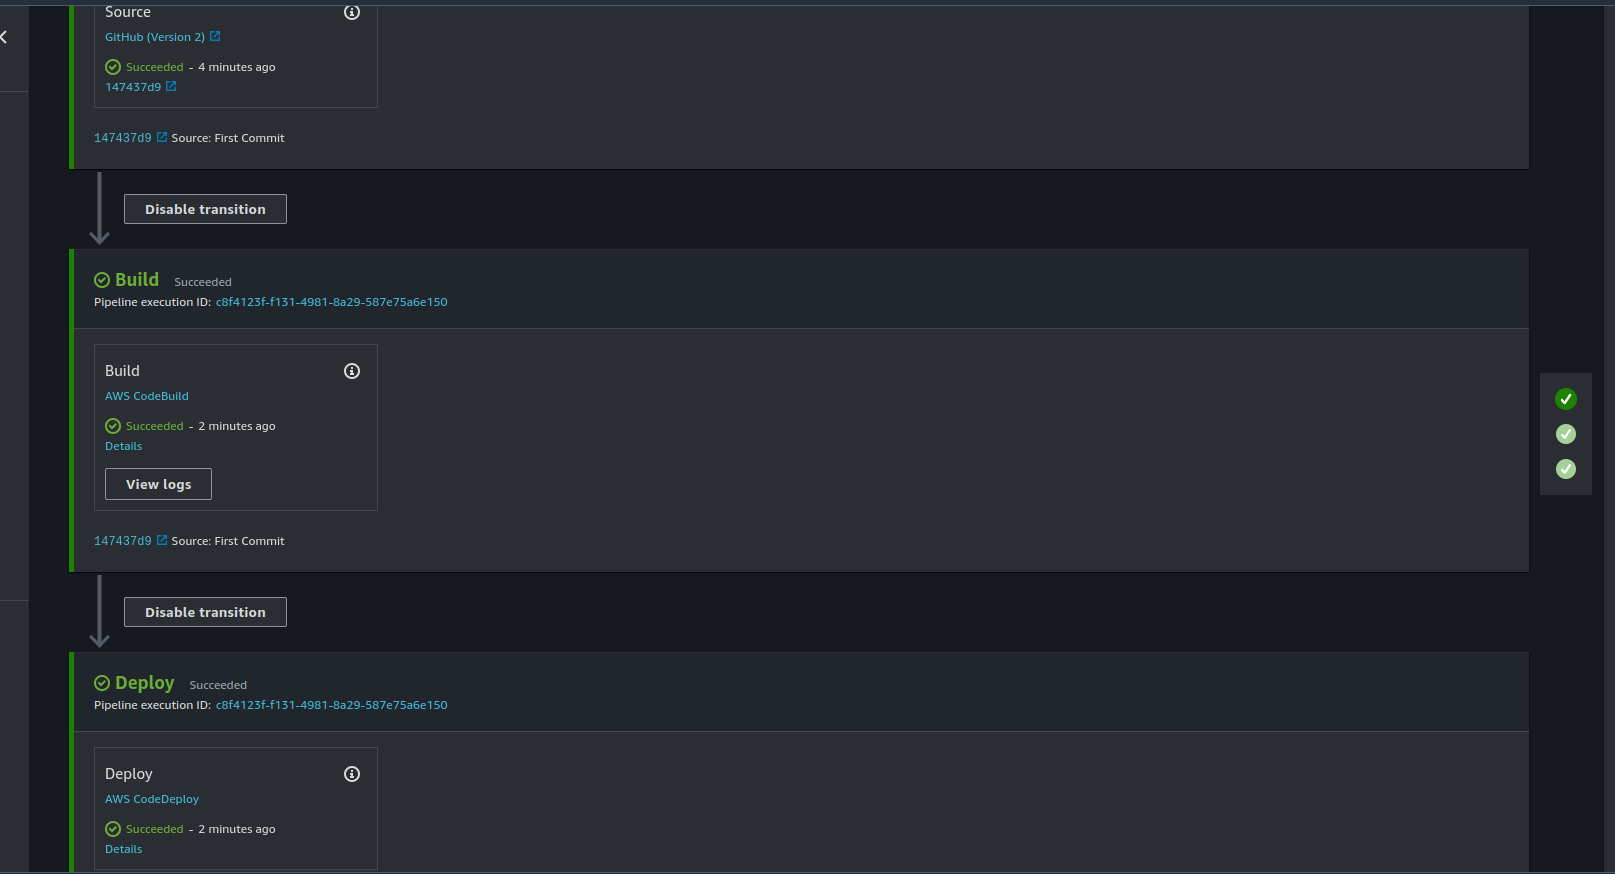 Source
GitHub (Version 2)
Succeeded - 4 minutes ago
147437d9
147437d9 Source: First Commit
Disable transition
Build Succeeded
Pipeline execution ID: c8f4123f-f131-4981-8a29-587e75a6e150
Build
AWS CodeBuild
Succeeded - 2 minutes ago
Details
View logs
147437d9 Source: First Commit
Disable transition
Deploy Succeeded
Pipeline execution ID: c8f4123f-f131-4981-8a29-587e75a6e150
Deploy
AWS CodeDeploy
Succeeded - 2 minutes ago
Details